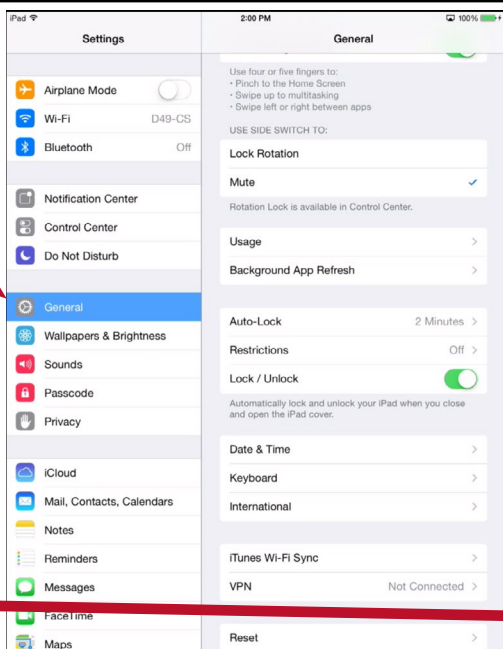 iPad
2:00 PM
100%
Settings
General
Airplane Mode
Wi-Fi
D49-CS
Bluetooth
Off
Notification Center
Control Center
Do Not Disturb
General
Wallpapers & Brightness
Sounds
Passcode
Privacy
iCloud
Mail, Contacts, Calendars
Notes
Reminders
Messages
FaceTime
Maps
Use four or five fingers to:
• Pinch to the Home Screen
• Swipe up to multitasking
• Swipe left or right between apps
USE SIDE SWITCH TO:
Lock Rotation
Mute
Rotation Lock is available in Control Center.
Usage
Background App Refresh
Auto-Lock
2 Minutes
Restrictions
Off
Lock / Unlock
Automatically lock and unlock your iPad when you close
and open the iPad cover.
Date & Time
Keyboard
International
iTunes Wi-Fi Sync
VPN
Not Connected
Reset